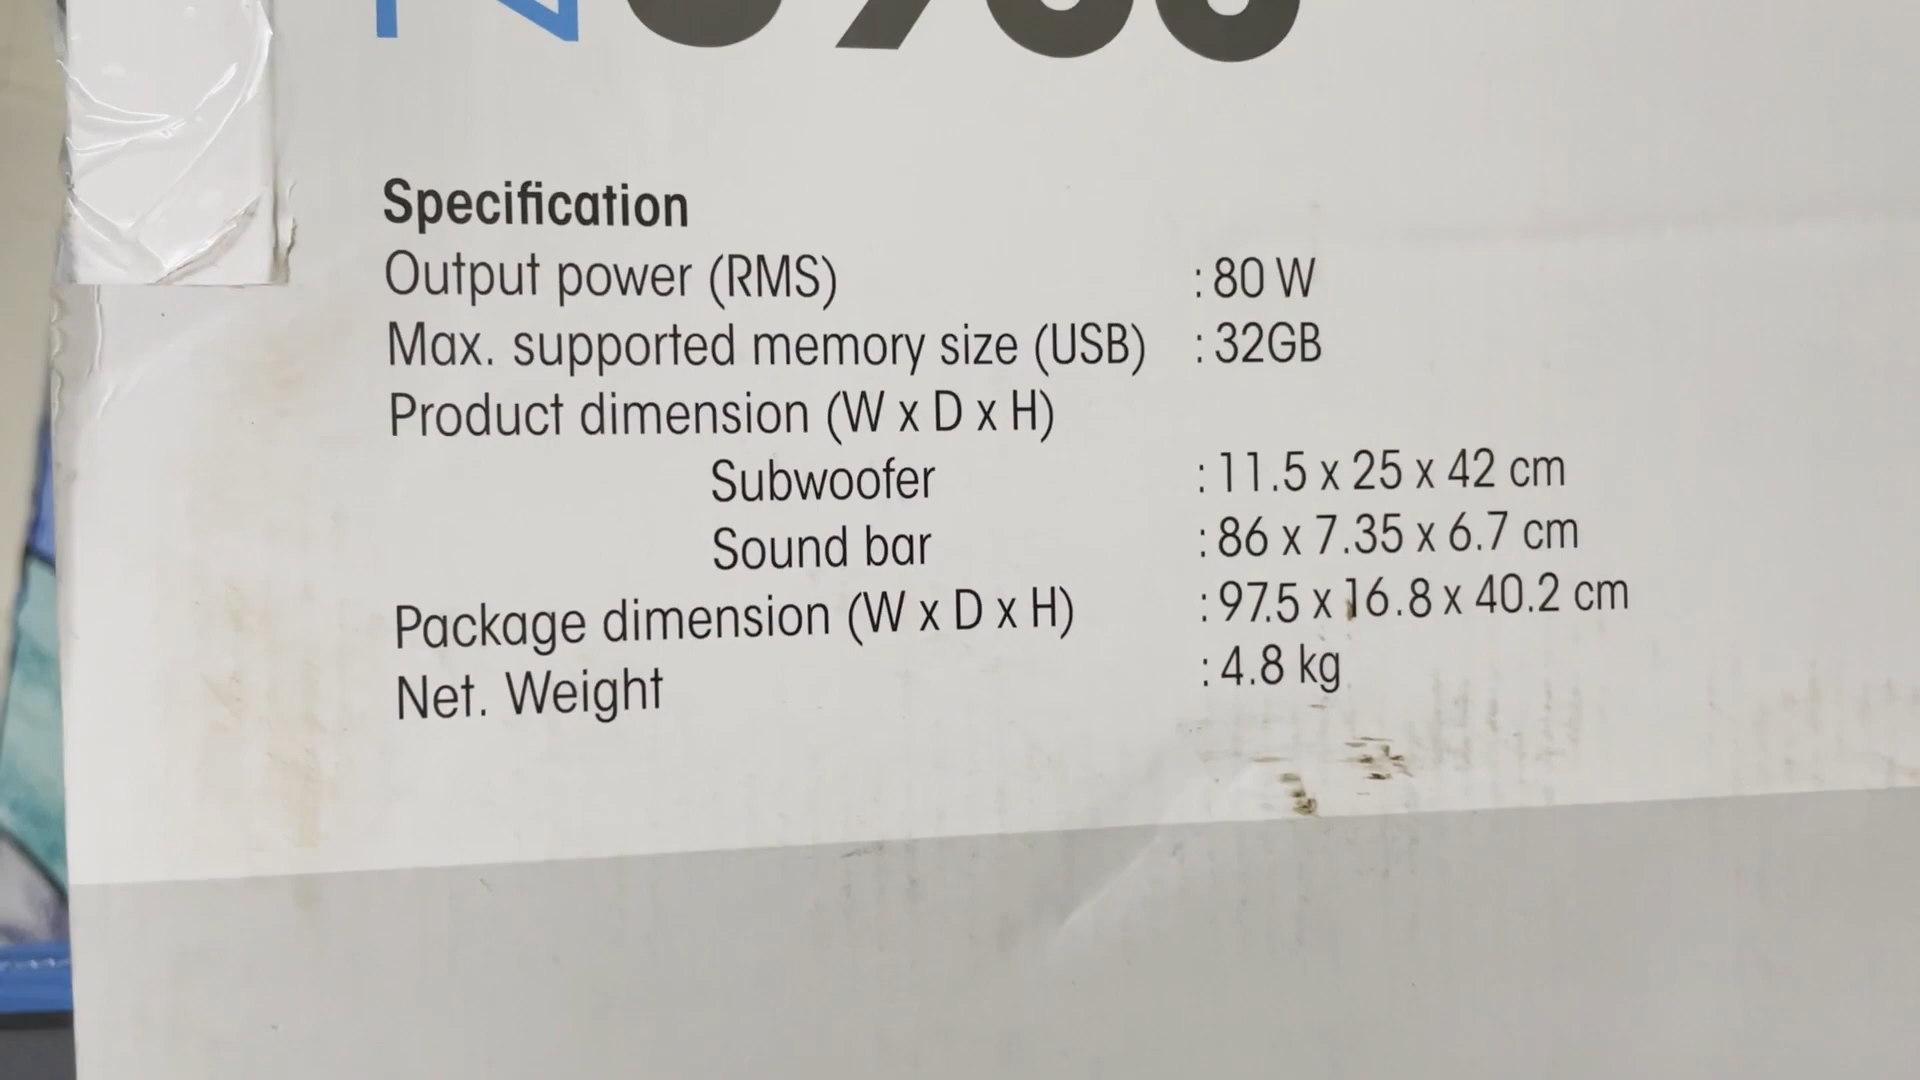 Specification
Output power (RMS) : 80 W
Max. supported memory size (USB) : 32GB
Product dimension (W x D x H)
Subwoofer : 11.5 x 25 x 42 cm
Sound bar : 86 x 7.35 x 6.7 cm
Package dimension (W x D x H) : 97.5 x 16.8 x 40.2 cm
Net. Weight : 4.8 kg